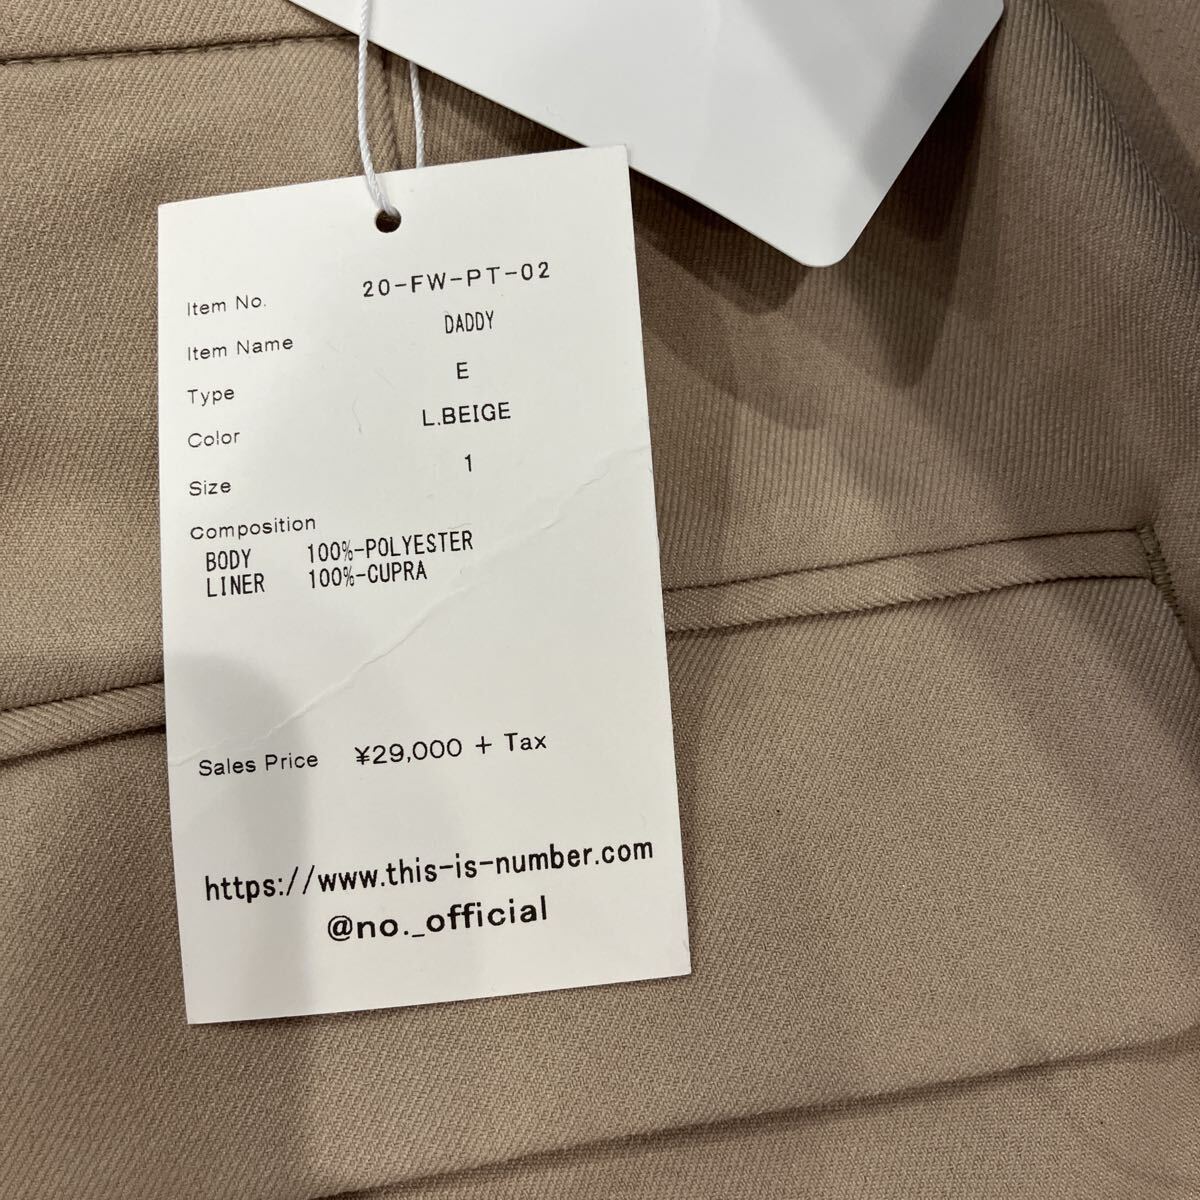 Item No. 20-FW-PT-02
Item Name DADDY
Type E
Color L.BEIGE
Size 1
Composition
BODY 100%-POLYESTER
LINER 100%-CUPRA
Sales Price ¥29,000 + Tax
https://www.this-is-number.com
@no._official